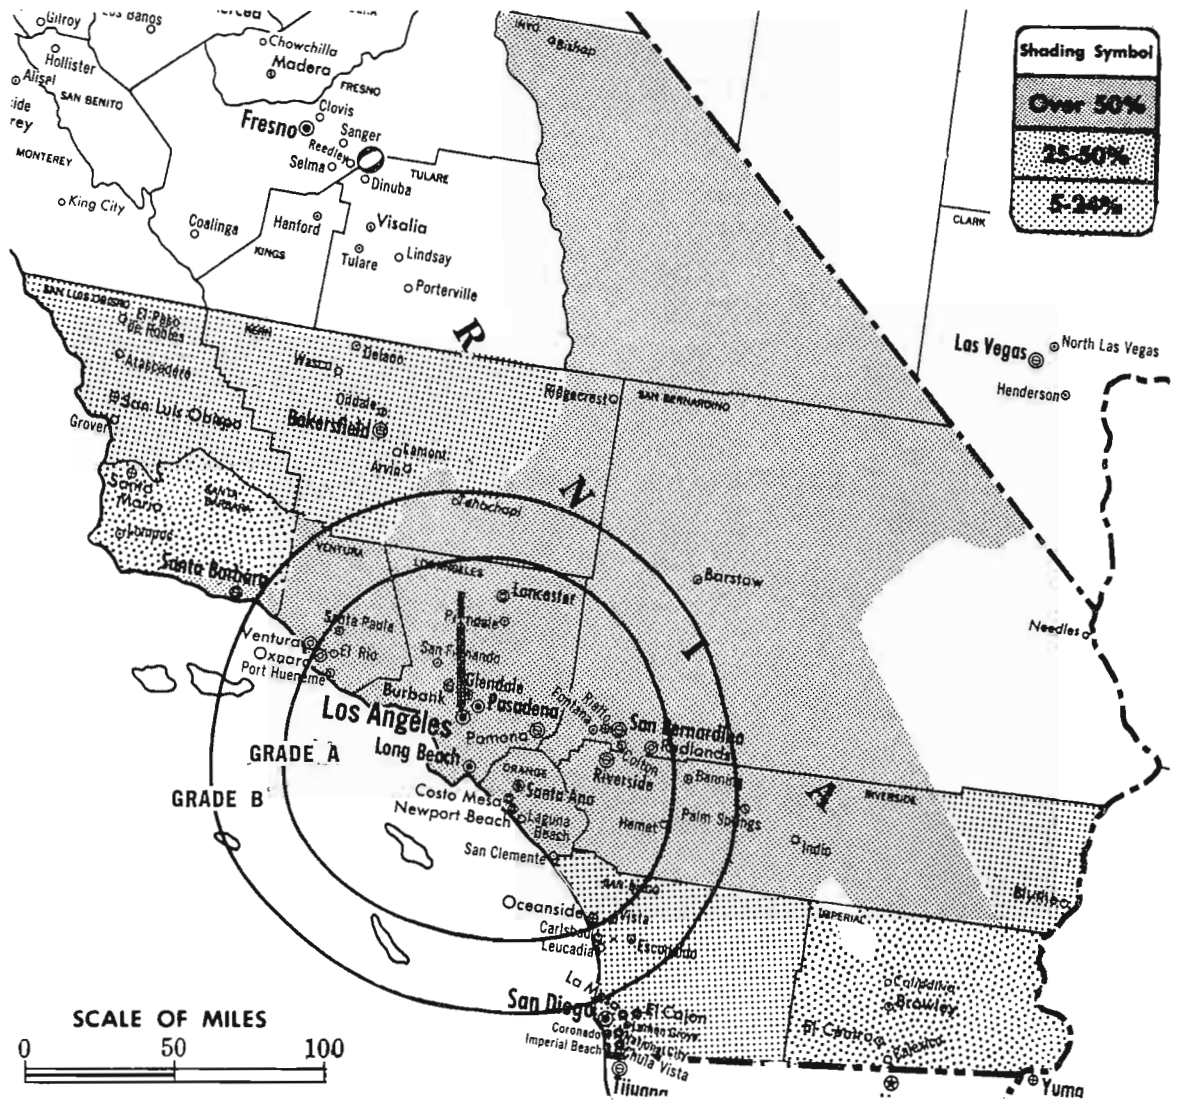 Gilroy
Los Banos
Hollister
Chowchilla
Madera
FRESNO
SAN BENITO
Clovis
Fresno
Sanger
Reedley
Selma
Dinuba
TULARE
MONTEREY
King City
Coalinga
Hanford
KINGS
Visalia
Tulare
Lindsay
Porterville
INYO
Bishop
Shading Symbol
Over 50%
25-50%
5-24%
CLARK
Las Vegas
North Las Vegas
Henderson
SAN LUIS OBISPO
El Paso
de Robles
Atascadero
San Luis Obispo
Grover
KERN
Delano
Wasco
Oildale
Bakersfield
Lamont
Arvin
Ridgecrest
SAN BERNARDINO
R
N
I
A
Tehachapi
Santa
Maria
SANTA
BARBARA
Lompoc
Santa Barbara
VENTURA
LOS ANGELES
Lancaster
Palmdale
Barstow
Needles
Santa Paula
Ventura
El Rio
Oxnard
Port Hueneme
San Fernando
Burbank
Glendale
Pasadena
Los Angeles
Pomona
Fontana
Rialto
San Bernardino
Redlands
Colton
Riverside
Long Beach
ORANGE
Santa Ana
Costa Mesa
Newport Beach
Laguna
Beach
San Clemente
Banning
Palm Springs
Hemet
Indio
RIVERSIDE
Blythe
GRADE A
GRADE B
SAN DIEGO
IMPERIAL
Oceanside
Vista
Carlsbad
Leucadia
Escondido
La Mesa
San Diego
El Cajon
Lemon Grove
Coronado
National City
Imperial Beach
Chula Vista
Tijuana
Calipatria
Brawley
El Centro
Calexico
Yuma
SCALE OF MILES
0 50 100